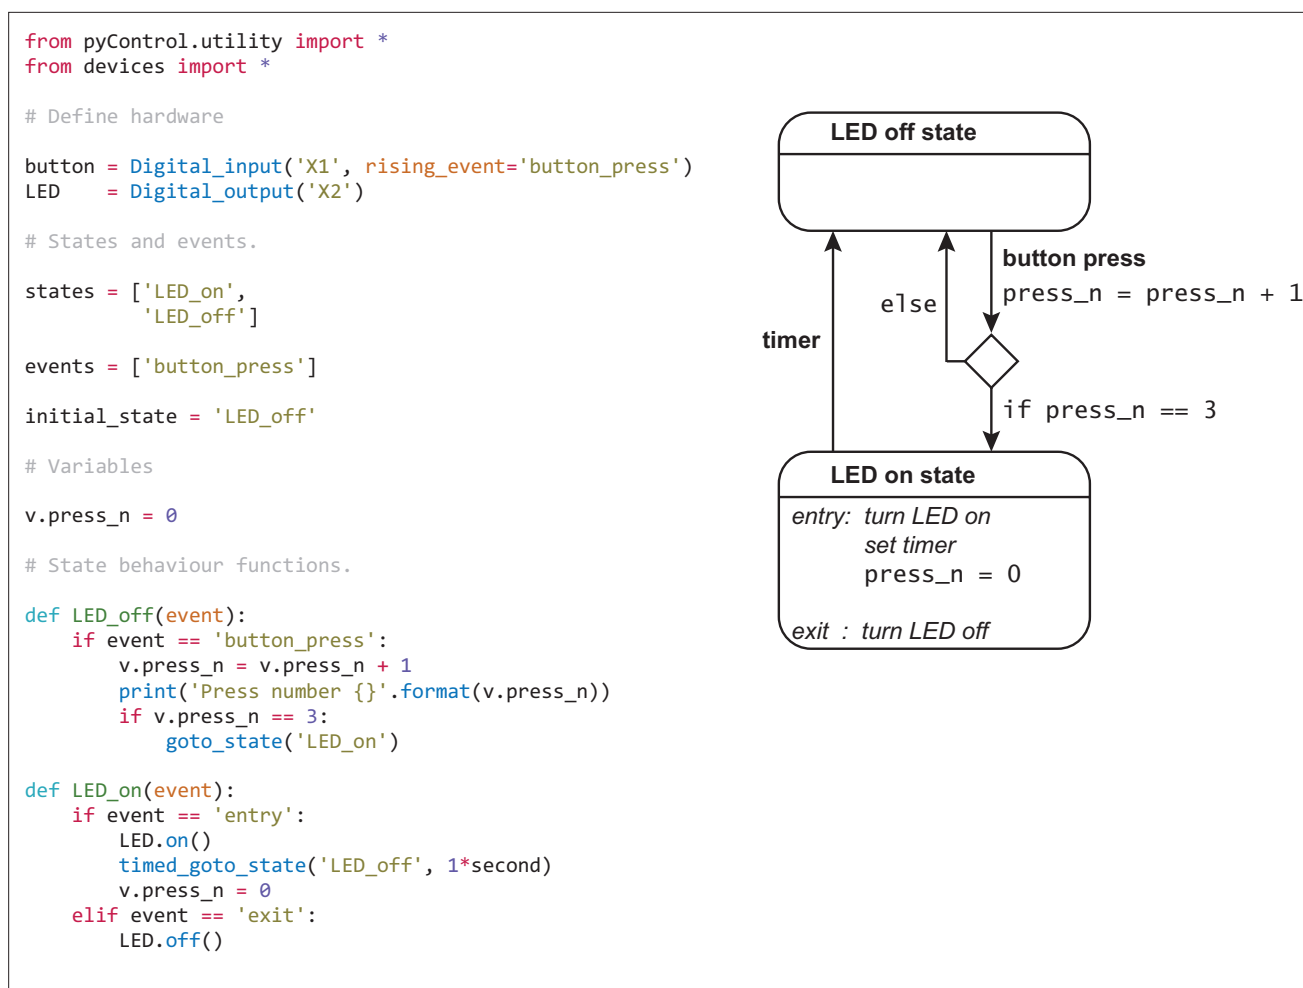 from pyControl.utility import *
from devices import *
# Define hardware
button = Digital_input('X1', rising_event='button_press')
LED    = Digital_output('X2')
# States and events.
states = ['LED_on',
          'LED_off']
events = ['button_press']
initial_state = 'LED_off'
# Variables
v.press_n = 0
# State behaviour functions.
def LED_off(event):
    if event == 'button_press':
        v.press_n = v.press_n + 1
        print('Press number {}'.format(v.press_n))
        if v.press_n == 3:
            goto_state('LED_on')
def LED_on(event):
    if event == 'entry':
        LED.on()
        timed_goto_state('LED_off', 1*second)
        v.press_n = 0
    elif event == 'exit':
        LED.off()
LED off state
button press
press_n = press_n + 1
else
timer
if press_n == 3
LED on state
entry: turn LED on
set timer
press_n = 0
exit : turn LED off